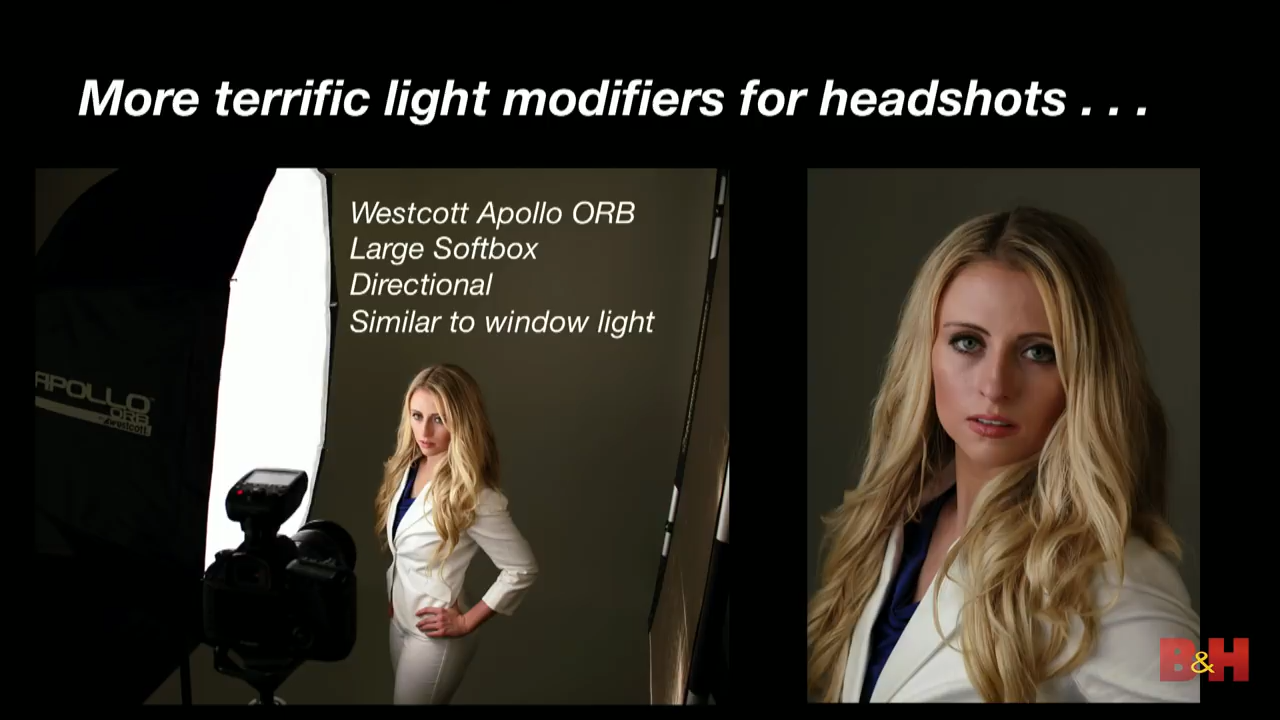 More terrific light modifiers for headshots . . .
Westcott Apollo ORB
Large Softbox
Directional
Similar to window light
APOLLO
ORB
by westcott
B&H